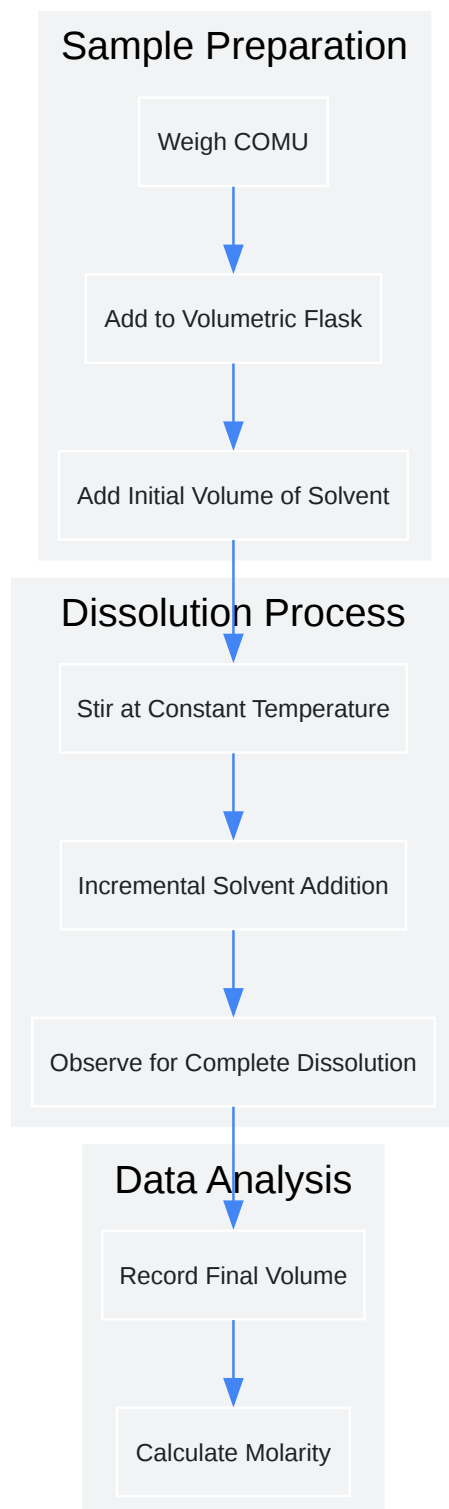 Sample Preparation
Weigh COMU
Add to Volumetric Flask
Add Initial Volume of Solvent
Dissolution Process
Stir at Constant Temperature
Incremental Solvent Addition
Observe for Complete Dissolution
Data Analysis
Record Final Volume
Calculate Molarity